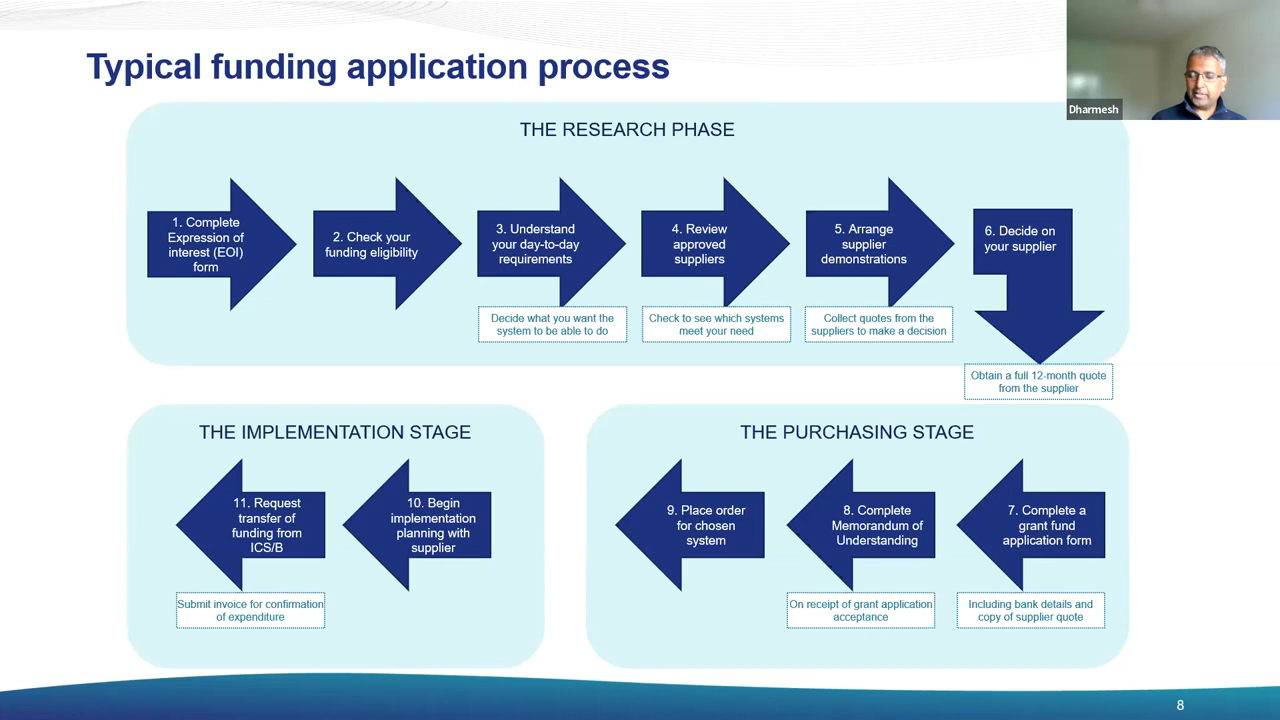 Typical funding application process
Dharmesh
THE RESEARCH PHASE
1. Complete
Expression of
interest (EOI)
form
2. Check your
funding eligibility
3. Understand
your day-to-day
requirements
4. Review
approved
suppliers
5. Arrange
supplier
demonstrations
6. Decide on
your supplier
Decide what you want the
system to be able to do
Check to see which systems
meet your need
Collect quotes from the
suppliers to make a decision
Obtain a full 12-month quote
from the supplier
THE IMPLEMENTATION STAGE
THE PURCHASING STAGE
11. Request
transfer of
funding from
ICS/B
10. Begin
implementation
planning with
supplier
9. Place order
for chosen
system
8. Complete
Memorandum of
Understanding
7. Complete a
grant fund
application form
Submit invoice for confirmation
of expenditure
On receipt of grant application
acceptance
Including bank details and
copy of supplier quote
8